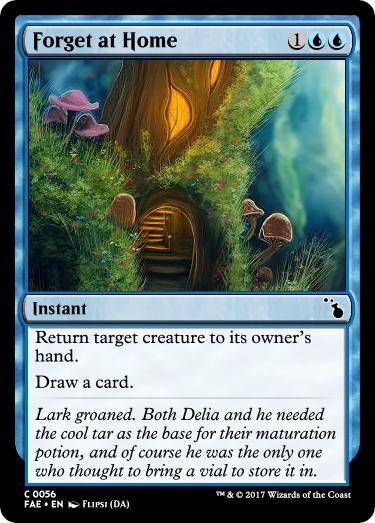 Forget at Home 1
Instant
Return target creature to its owner's
hand.
Draw a card.
Lark groaned. Both Delia and he needed
the cool tar as the base for their maturation
potion, and of course he was the only one
who thought to bring a vial to store it in.
C 0056
FAE • EN Flipsi (DA)
™ & © 2017 Wizards of the Coast